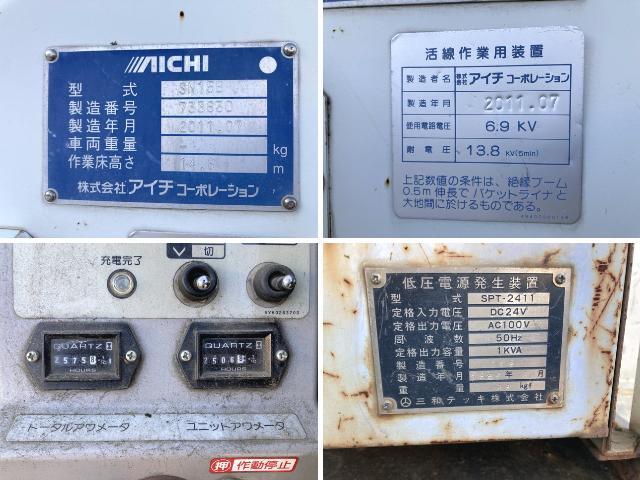 AICHI
型 式
製造番号
製造年月 2011.07
車両重量 kg
作業床高さ 14.6 m
株式会社 アイチ コーポレーション
活線作業用装置
製造者名 株式会社 アイチ コーポレーション
製造年月 2011.07
使用電路電圧 6.9 KV
耐電圧 13.8 KV(5min)
上記数値の条件は、絶縁ブーム
0.5m伸長でバケットライナと
大地間に於けるものである。
充電完了
切
QUARTZ
HOURS
QUARTZ
HOURS
トータルアワメータ
ユニットアワメータ
押 作動停止
低圧電源発生装置
型 式 SPT-2411
定格入力電圧 DC24V
定格出力電圧 AC100V
周波数 50Hz
定格出力容量 1KVA
製造番号
製造年月 年 月
重量 kgf
三和テッキ株式会社